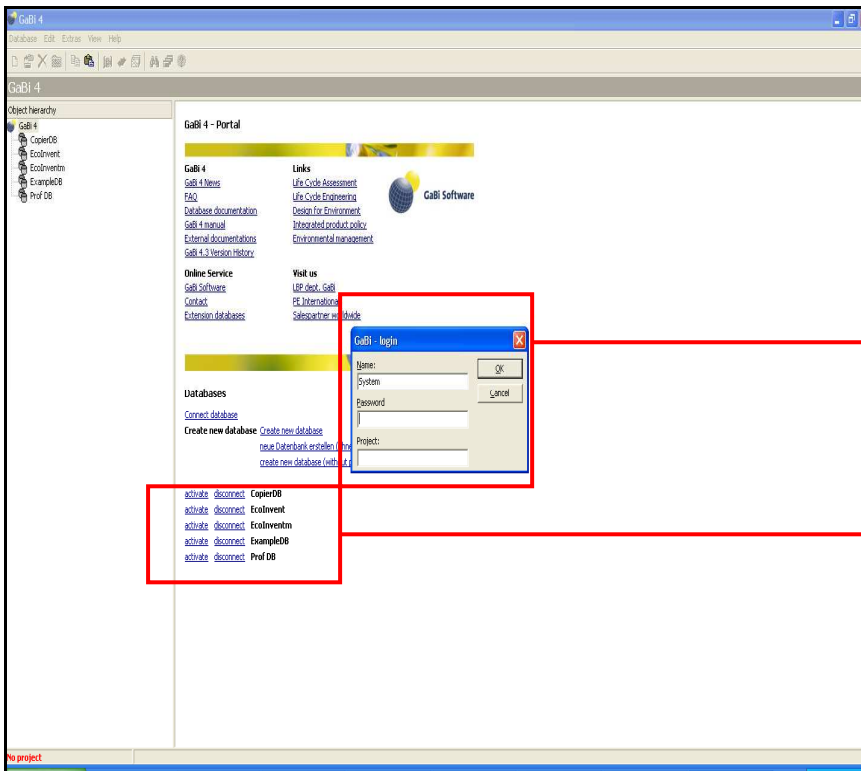 GaBi 4
Database Edit Extras View Help
GaBi 4
Object hierarchy
GaBi 4
CopierDB
EcoInvent
EcoInventm
ExampleDB
Prof DB
GaBi 4 - Portal
GaBi 4 Links
GaBi 4 News Life Cycle Assessment
FAQ Life Cycle Engineering
Database documentation Design for Environment
GaBi 4 manual Integrated product policy
External documentations Environmental management
GaBi 4.3 Version History
GaBi Software
Online Service Visit us
GaBi Software LBP dept. GaBi
Contact PE International
Extension databases Salespartner worldwide
GaBi - login
Name:
System
Password
Project:
OK
Cancel
Databases
Connect database
Create new database Create new database
neue Datenbank erstellen
create new database (without
activate disconnect CopierDB
activate disconnect EcoInvent
activate disconnect EcoInventm
activate disconnect ExampleDB
activate disconnect Prof DB
No project